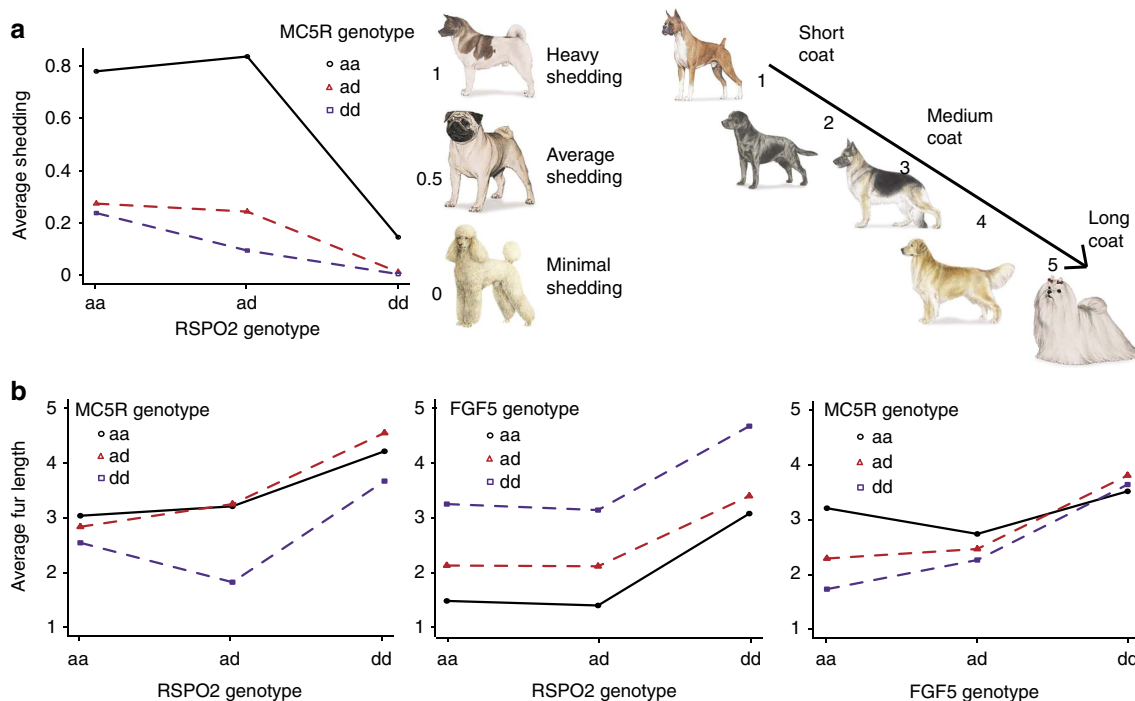 a
MC5R genotype
aa
ad
dd
0.8
0.6
0.4
0.2
0
Average shedding
aa ad dd
RSPO2 genotype
1
Heavy
shedding
0.5
Average
shedding
0
Minimal
shedding
Short
coat
1
2
Medium
coat
3
4
Long
coat
5
b
MC5R genotype
aa
ad
dd
5
4
3
2
1
Average fur length
aa ad dd
RSPO2 genotype
FGF5 genotype
aa
ad
dd
5
4
3
2
1
aa ad dd
RSPO2 genotype
MC5R genotype
aa
ad
dd
5
4
3
2
1
aa ad dd
FGF5 genotype